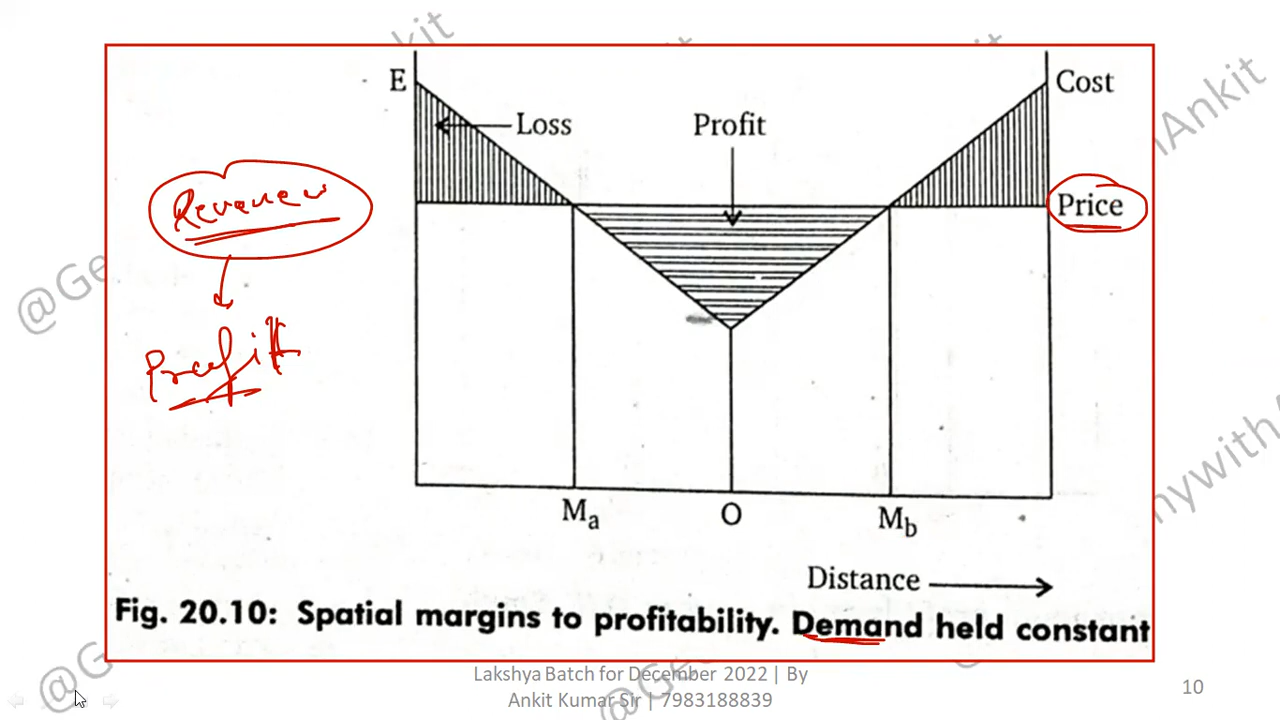 E
Cost
Loss
Profit
Revenue
Price
Profit
Ma
O
Mb
Distance
Fig. 20.10: Spatial margins to profitability. Demand held constant
Lakshya Batch for December 2022 | By
Ankit Kumar Sir | 7983188839
10